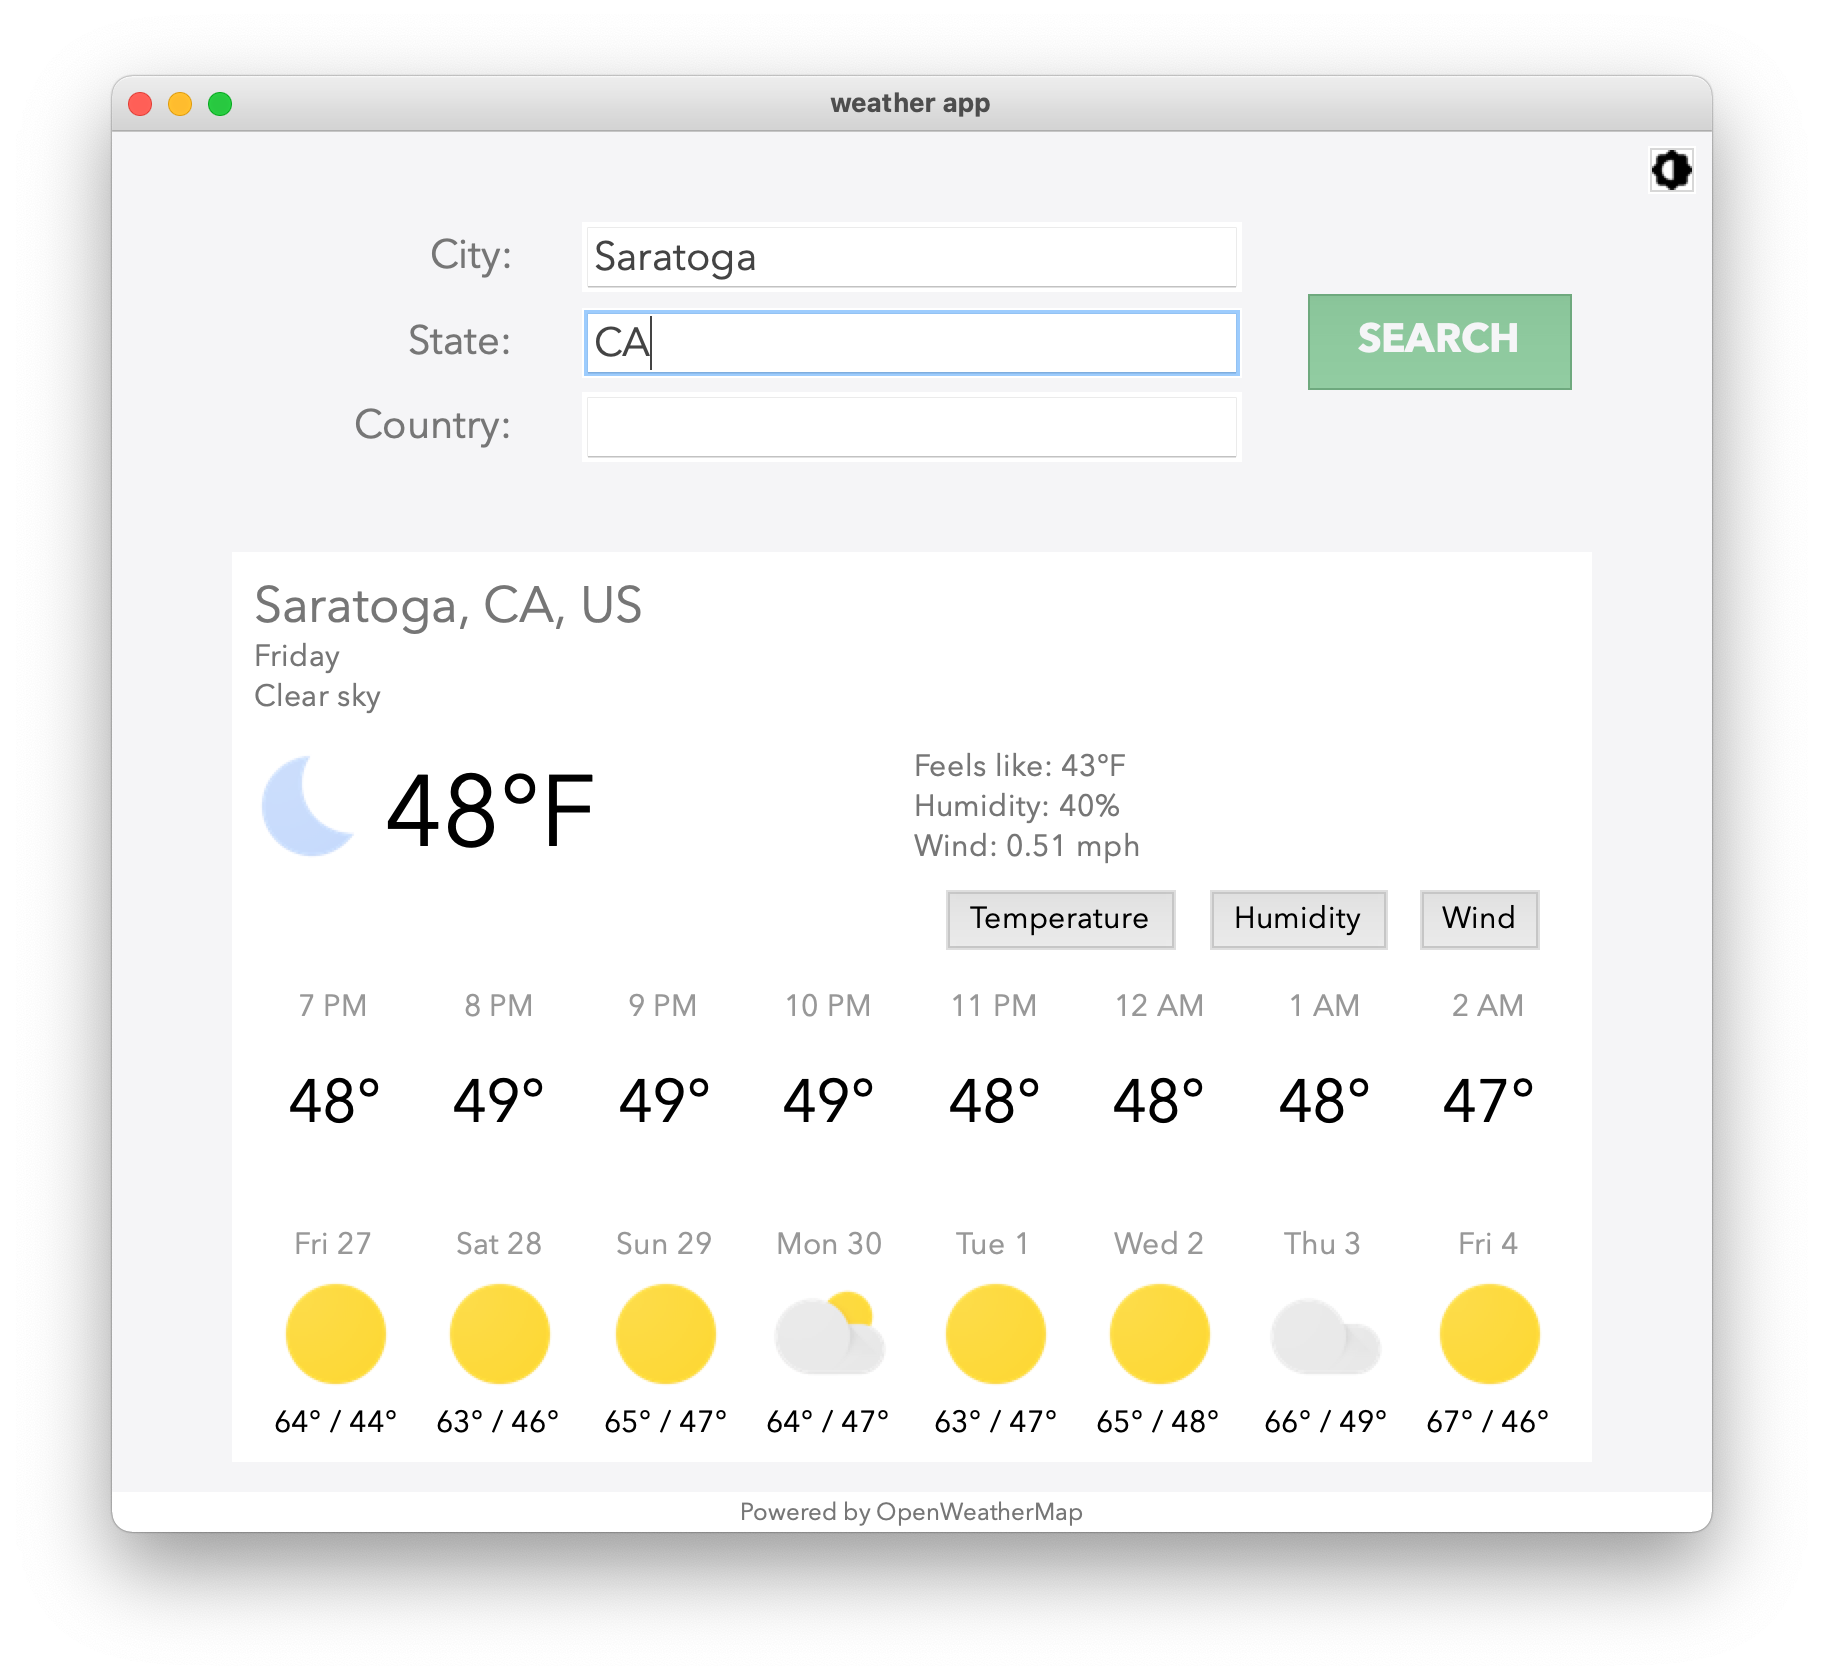 weather app
City: Saratoga
State: CA
SEARCH
Country:
Saratoga, CA, US
Friday
Clear sky
48°F
Feels like: 43°F
Humidity: 40%
Wind: 0.51 mph
Temperature Humidity Wind
7 PM 8 PM 9 PM 10 PM 11 PM 12 AM 1 AM 2 AM
48° 49° 49° 49° 48° 48° 48° 47°
Fri 27 Sat 28 Sun 29 Mon 30 Tue 1 Wed 2 Thu 3 Fri 4
64° / 44° 63° / 46° 65° / 47° 64° / 47° 63° / 47° 65° / 48° 66° / 49° 67° / 46°
Powered by OpenWeatherMap